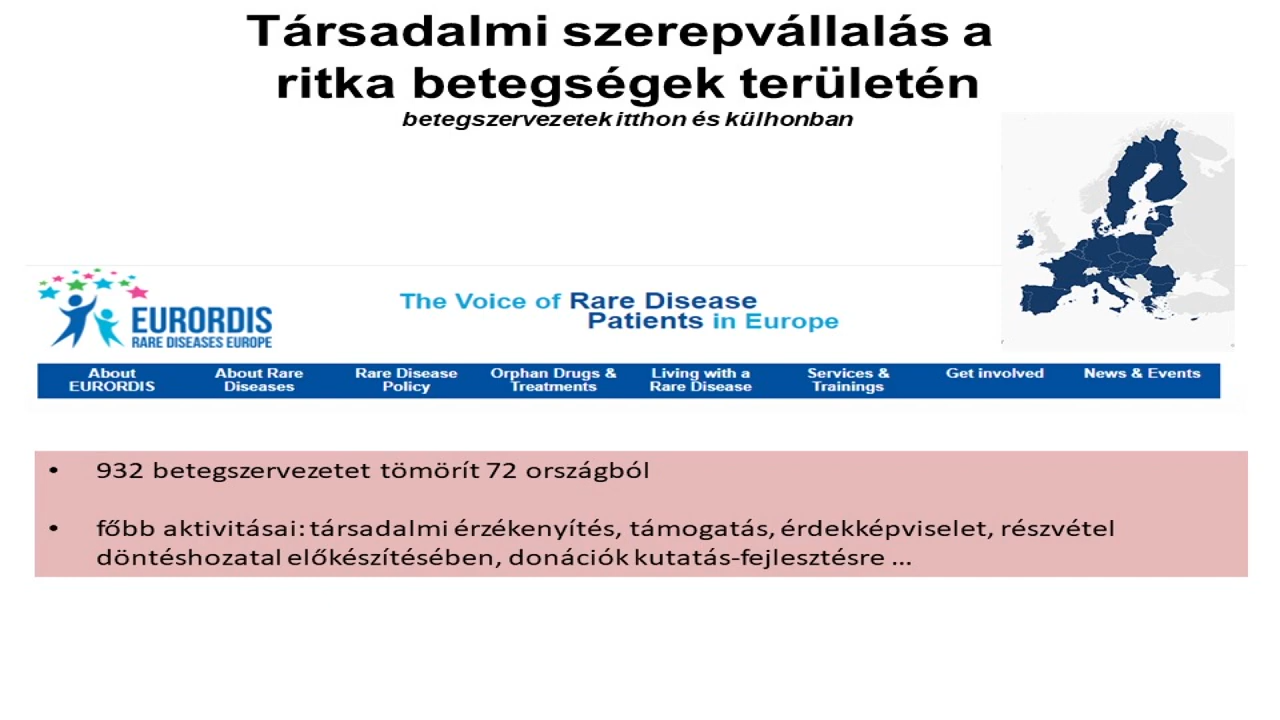 Társadalmi szerepvállalás a
ritka betegségek területén
betegszervezetek itthon és külhonban
EURORDIS
RARE DISEASES EUROPE
The Voice of Rare Disease
Patients in Europe
About
EURORDIS
About Rare
Diseases
Rare Disease
Policy
Orphan Drugs &
Treatments
Living with a
Rare Disease
Services &
Trainings
Get involved
News & Events
• 932 betegszervezetet tömörít 72 országból
• főbb aktivitásai: társadalmi érzékenyítés, támogatás, érdekképviselet, részvétel
döntéshozatal előkészítésében, donációk kutatás-fejlesztésre ...